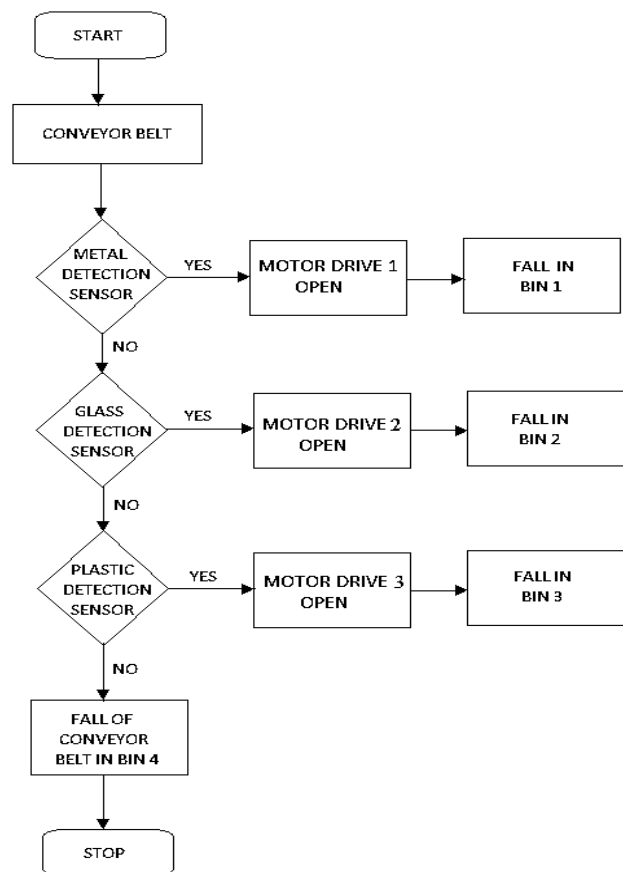 START
CONVEYOR BELT
METAL
DETECTION
SENSOR
YES
MOTOR DRIVE 1
OPEN
FALL IN
BIN 1
NO
GLASS
DETECTION
SENSOR
YES
MOTOR DRIVE 2
OPEN
FALL IN
BIN 2
NO
PLASTIC
DETECTION
SENSOR
YES
MOTOR DRIVE 3
OPEN
FALL IN
BIN 3
NO
FALL OF
CONVEYOR
BELT IN BIN 4
STOP